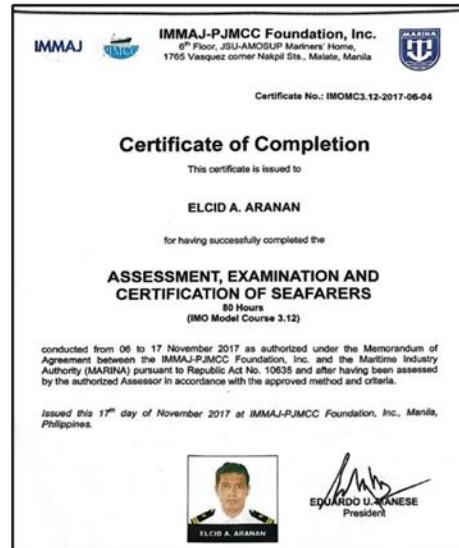 IMMAJ
PJMCC
IMMAJ-PJMCC Foundation, Inc.
6th Floor, JSU-AMOSUP Mariners' Home,
1765 Vasquez corner Nakpil Sts., Malate, Manila
MARINA
Certificate No.: IMOMC3.12-2017-06-04
Certificate of Completion
This certificate is issued to
ELCID A. ARANAN
for having successfully completed the
ASSESSMENT, EXAMINATION AND
CERTIFICATION OF SEAFARERS
80 Hours
(IMO Model Course 3.12)
conducted from 06 to 17 November 2017 as authorized under the Memorandum of
Agreement between the IMMAJ-PJMCC Foundation, Inc. and the Maritime Industry
Authority (MARINA) pursuant to Republic Act No. 10635 and after having been assessed
by the authorized Assessor in accordance with the approved method and criteria.
Issued this 17th day of November 2017 at IMMAJ-PJMCC Foundation, Inc., Manila,
Philippines.
ELCID A. ARANAN
EDUARDO U. MANESE
President